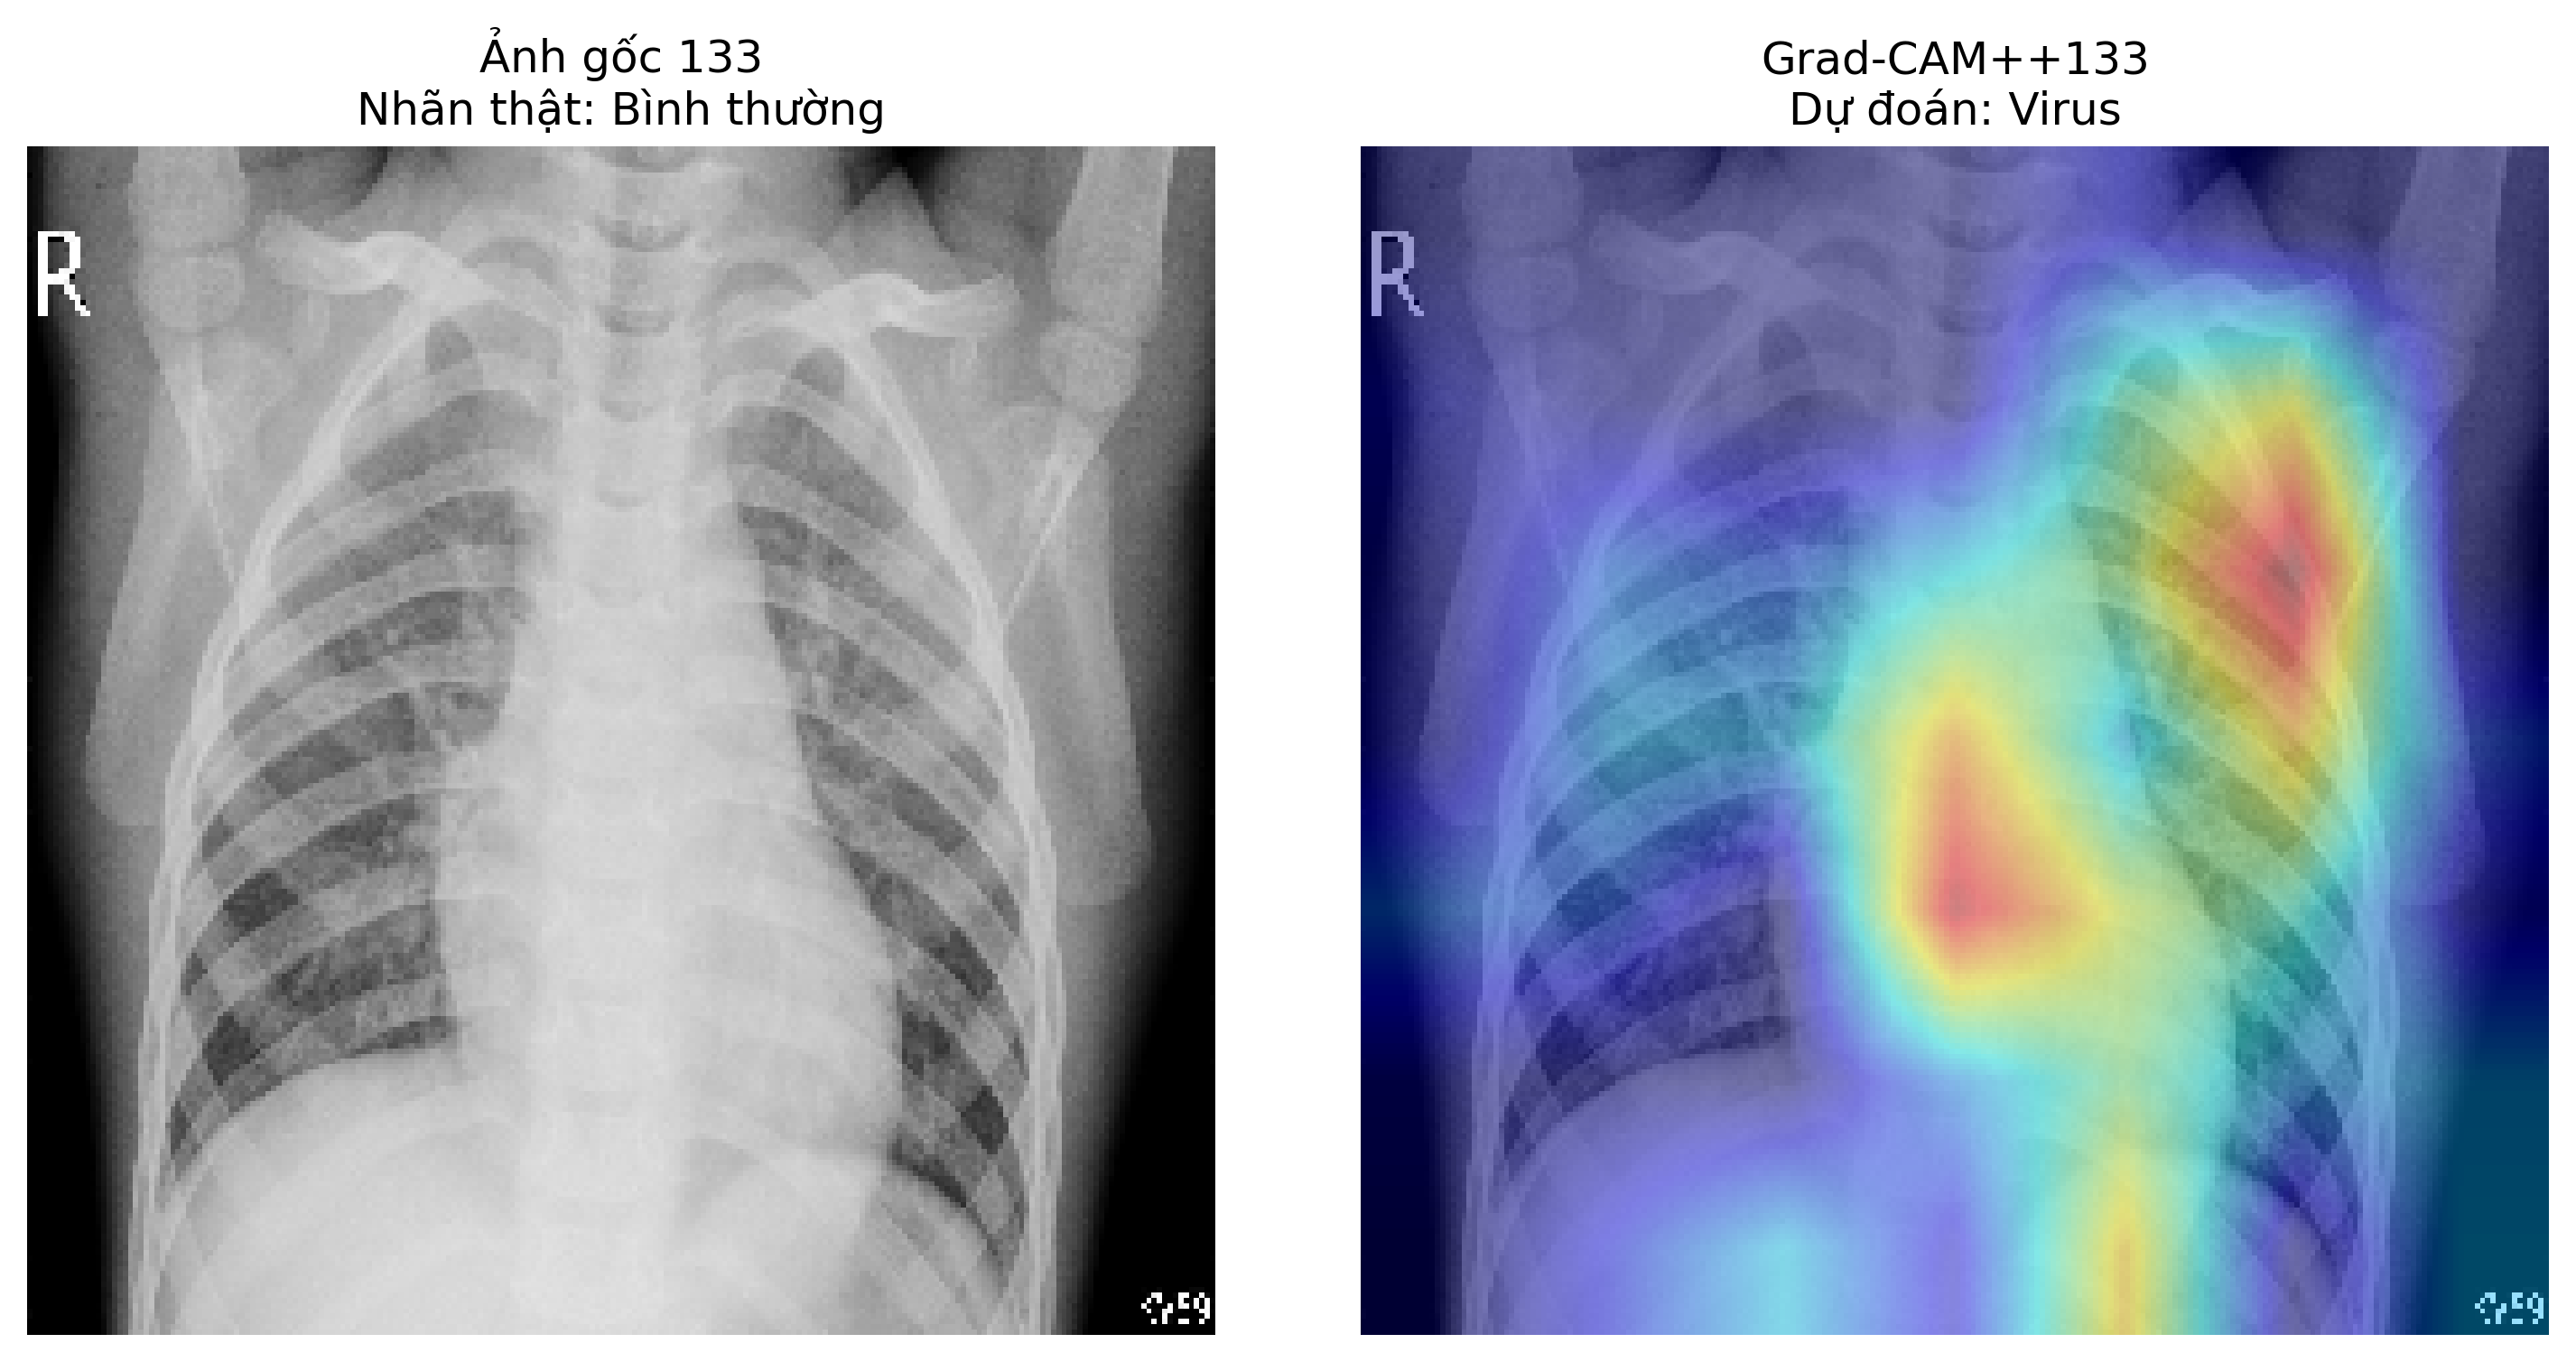 Ảnh gốc 133
Nhãn thật: Bình thường
Grad-CAM++133
Dự đoán: Virus
R
R